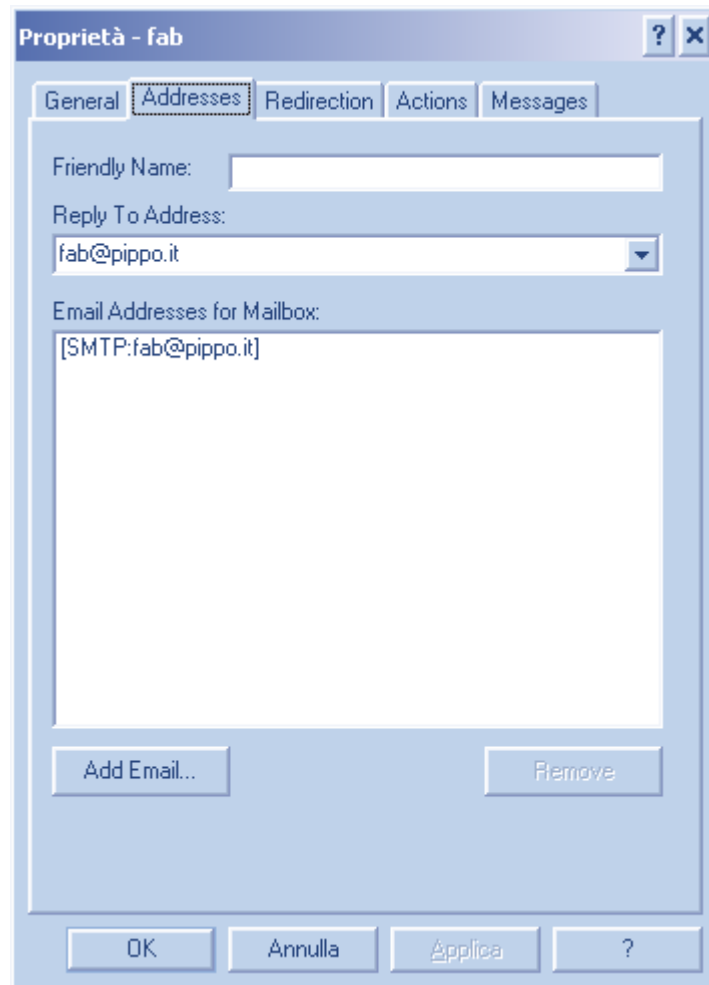 Proprietà - fab ? ×
General Addresses Redirection Actions Messages
Friendly Name:
Reply To Address:
fab@pippo.it
Email Addresses for Mailbox:
[SMTP:fab@pippo.it]
Add Email... Remove
OK Annulla Applica ?